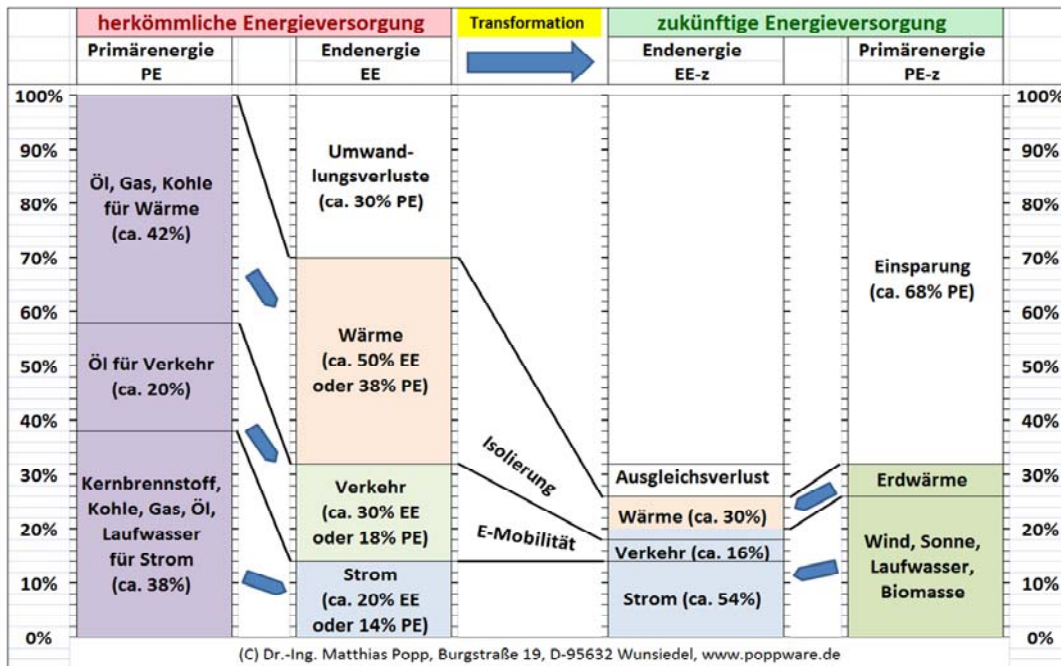 herkömmliche Energieversorgung
Transformation
zukünftige Energieversorgung
Primärenergie
PE
Endenergie
EE
Endenergie
EE-z
Primärenergie
PE-z
100%
90%
80%
70%
60%
50%
40%
30%
20%
10%
0%
Öl, Gas, Kohle
für Wärme
(ca. 42%)
Öl für Verkehr
(ca. 20%)
Kernbrennstoff,
Kohle, Gas, Öl,
Laufwasser
für Strom
(ca. 38%)
Umwand-
lungsverluste
(ca. 30% PE)
Wärme
(ca. 50% EE
oder 38% PE)
Verkehr
(ca. 30% EE
oder 18% PE)
Strom
(ca. 20% EE
oder 14% PE)
Isolierung
E-Mobilität
Ausgleichsverlust
Wärme (ca. 30%)
Verkehr (ca. 16%)
Strom (ca. 54%)
Einsparung
(ca. 68% PE)
Erdwärme
Wind, Sonne,
Laufwasser,
Biomasse
100%
90%
80%
70%
60%
50%
40%
30%
20%
10%
0%
(C) Dr.-Ing. Matthias Popp, Burgstraße 19, D-95632 Wunsiedel, www.poppware.de